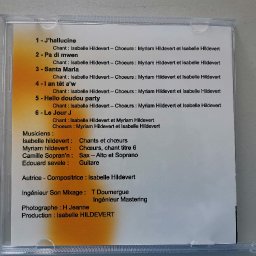 1 - J'hallucine
Chant : Isabelle Hildevert – Choeurs : Myriam Hildevert et Isabelle Hildevert
2 - Pa di mwen
Chant : Isabelle Hildevert – Choeurs : Myriam Hildevert et Isabelle Hildevert
3 - Santa Maria
Chant : Isabelle Hildevert – Choeurs : Myriam Hildevert et Isabelle Hildevert
4 - I an tèt a'w
Chant : Isabelle Hildevert – Choeurs : Myriam Hildevert et Isabelle Hildevert
5 - Hello doudou party
Chant : Isabelle Hildevert – Choeurs : Myriam Hildevert et Isabelle Hildevert
6 - Le Jour J
Chant : Isabelle Hildevert et Myriam Hildevert
Choeurs : Myriam Hildevert et Isabelle Hildevert
Musiciens :
Isabelle hildevert : Chants et chœurs
Myriam hildevert : Chœurs, chant titre 6
Camille Sopran'n : Sax – Alto et Soprano
Edouard savele : Guitare
Autrice - Compositrice : Isabelle Hildevert
Ingénieur Son Mixage : T Doumergue
Ingénieur Mastering
Photographe : H Jeanne
Production : Isabelle HILDEVERT